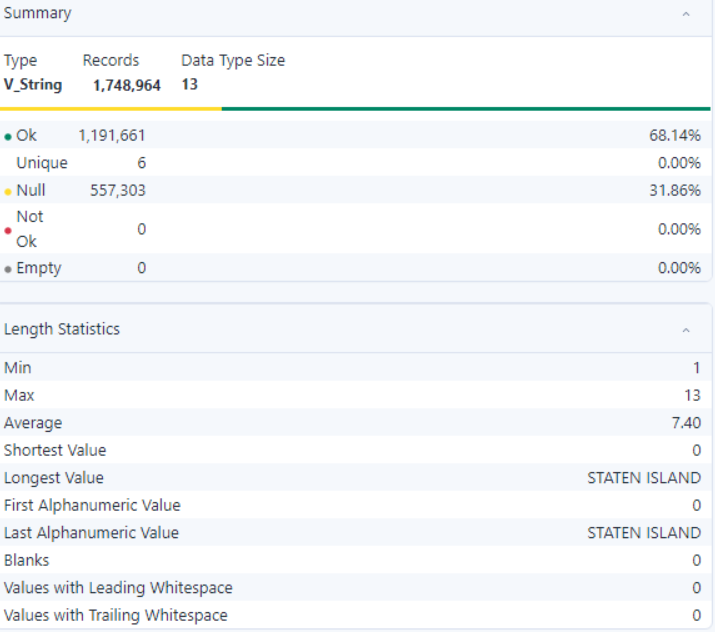 Summary
Type Records Data Type Size
V_String 1,748,964 13
Ok 1,191,661 68.14%
Unique 6 0.00%
Null 557,303 31.86%
Not
Ok 0 0.00%
Empty 0 0.00%
Length Statistics
Min 1
Max 13
Average 7.40
Shortest Value 0
Longest Value STATEN ISLAND
First Alphanumeric Value 0
Last Alphanumeric Value STATEN ISLAND
Blanks 0
Values with Leading Whitespace 0
Values with Trailing Whitespace 0